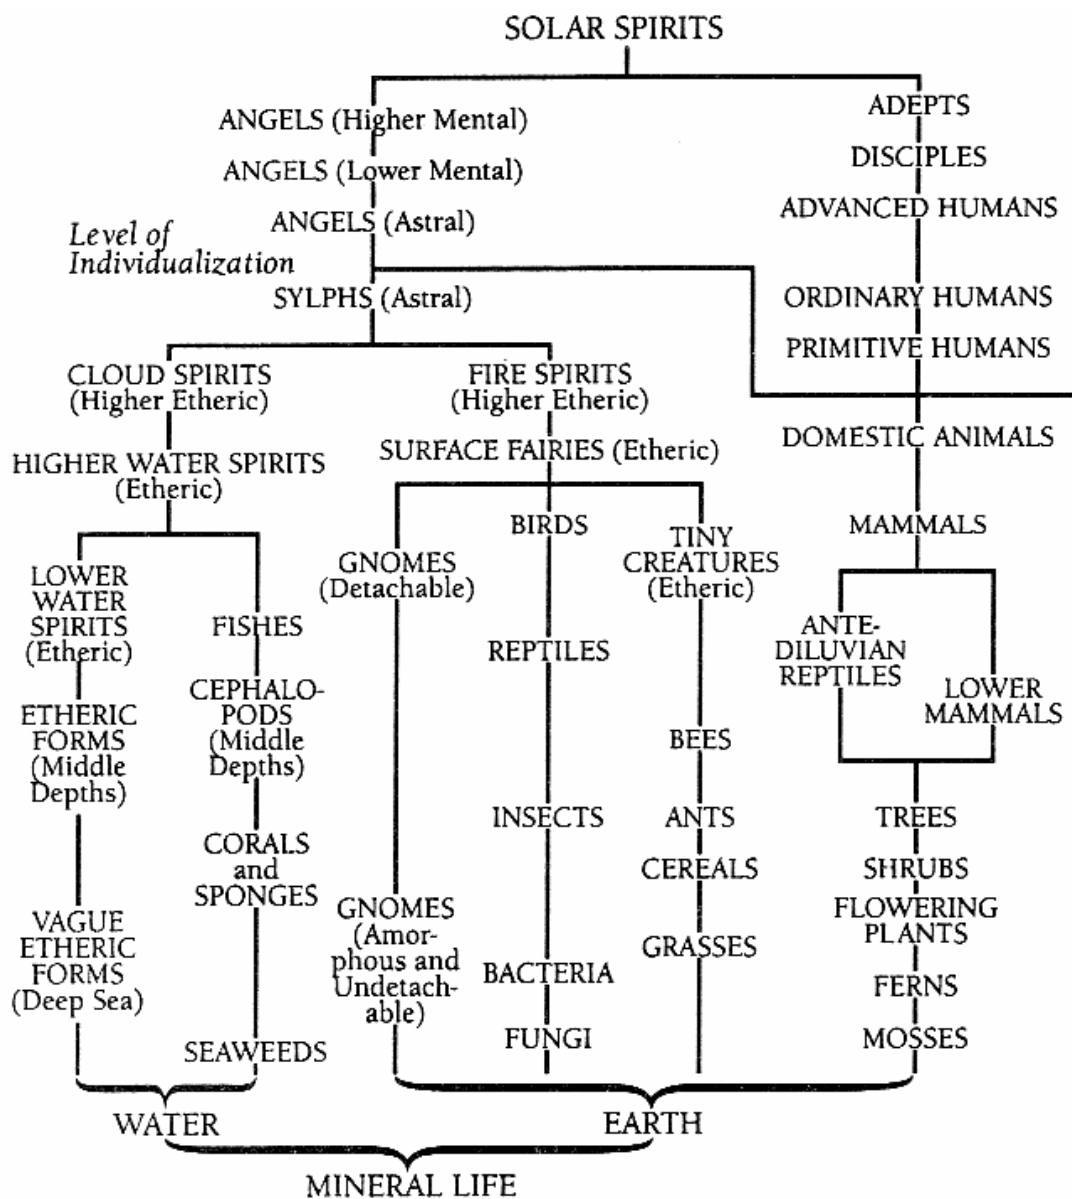 SOLAR SPIRITS
ANGELS (Higher Mental)
ANGELS (Lower Mental)
ANGELS (Astral)
Level of
Individualization
SYLPHS (Astral)
ADEPTS
DISCIPLES
ADVANCED HUMANS
ORDINARY HUMANS
PRIMITIVE HUMANS
CLOUD SPIRITS
(Higher Etheric)
HIGHER WATER SPIRITS
(Etheric)
LOWER
WATER
SPIRITS
(Etheric)
ETHERIC
FORMS
(Middle
Depths)
VAGUE
ETHERIC
FORMS
(Deep Sea)
FISHES
CEPHALO-
PODS
(Middle
Depths)
CORALS
and
SPONGES
SEAWEEDS
FIRE SPIRITS
(Higher Etheric)
SURFACE FAIRIES (Etheric)
GNOMES
(Detachable)
GNOMES
(Amor-
phous and
Undetach-
able)
BIRDS
REPTILES
INSECTS
BACTERIA
FUNGI
TINY
CREATURES
(Etheric)
BEES
ANTS
CEREALS
GRASSES
DOMESTIC ANIMALS
MAMMALS
ANTE-
DILUVIAN
REPTILES
LOWER
MAMMALS
TREES
SHRUBS
FLOWERING
PLANTS
FERNS
MOSSES
WATER
EARTH
MINERAL LIFE